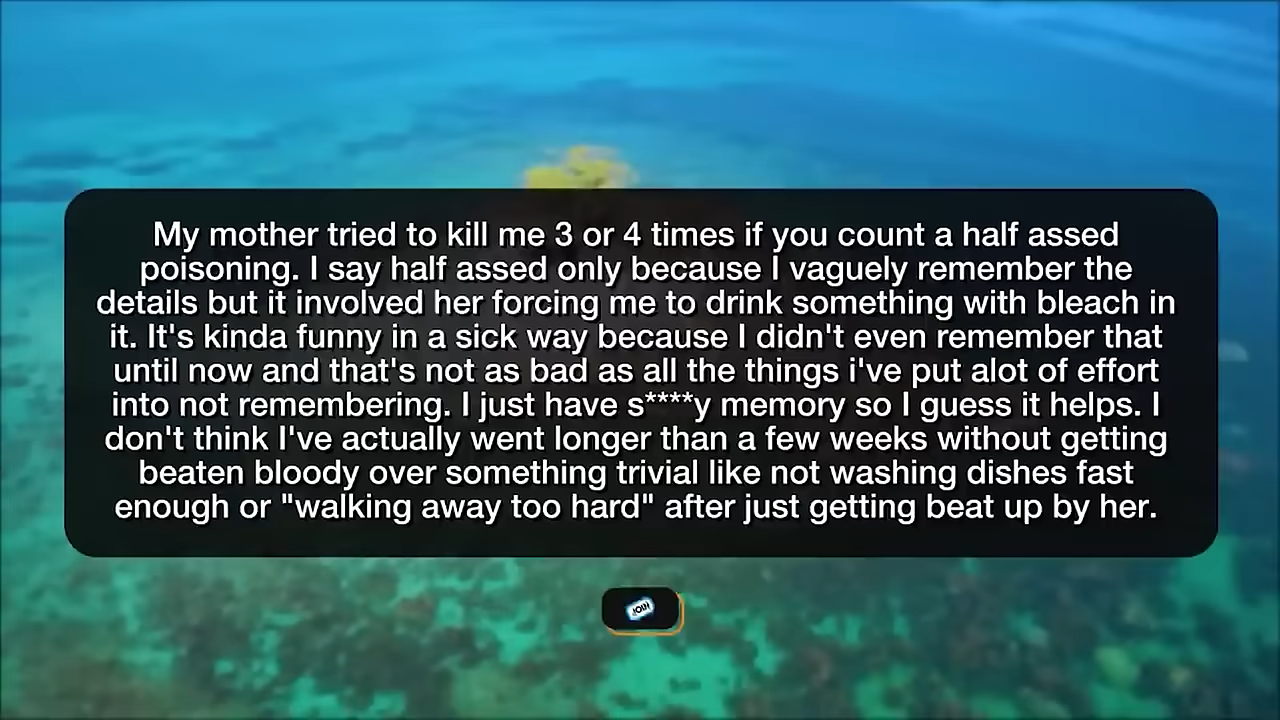 My mother tried to kill me 3 or 4 times if you count a half assed
poisoning. I say half assed only because I vaguely remember the
details but it involved her forcing me to drink something with bleach in
it. It's kinda funny in a sick way because I didn't even remember that
until now and that's not as bad as all the things i've put alot of effort
into not remembering. I just have s****y memory so I guess it helps. I
don't think I've actually went longer than a few weeks without getting
beaten bloody over something trivial like not washing dishes fast
enough or "walking away too hard" after just getting beat up by her.
JOIN